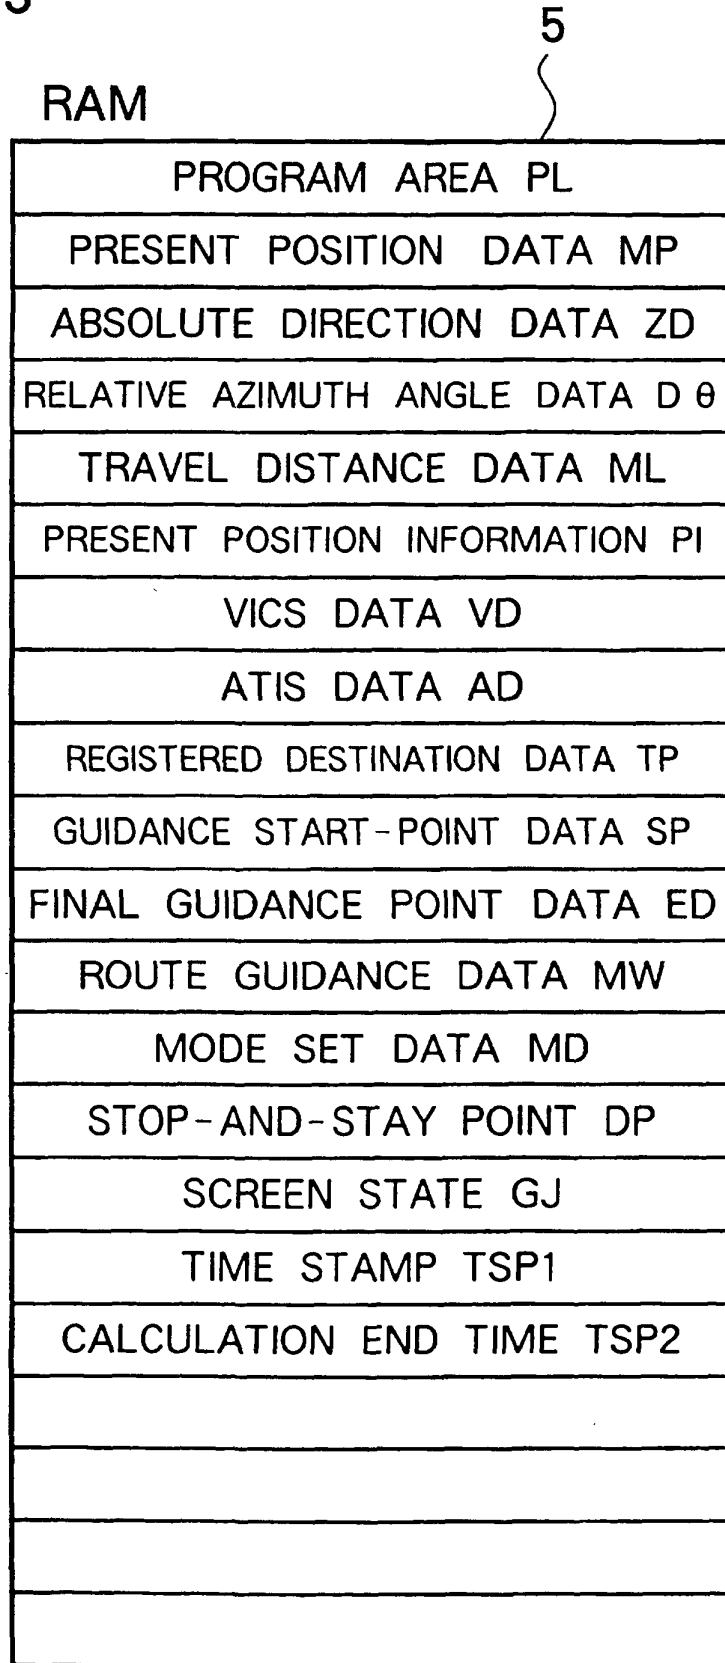 5
RAM
PROGRAM AREA PL
PRESENT POSITION DATA MP
ABSOLUTE DIRECTION DATA ZD
RELATIVE AZIMUTH ANGLE DATA D θ
TRAVEL DISTANCE DATA ML
PRESENT POSITION INFORMATION PI
VICS DATA VD
ATIS DATA AD
REGISTERED DESTINATION DATA TP
GUIDANCE START-POINT DATA SP
FINAL GUIDANCE POINT DATA ED
ROUTE GUIDANCE DATA MW
MODE SET DATA MD
STOP-AND-STAY POINT DP
SCREEN STATE GJ
TIME STAMP TSP1
CALCULATION END TIME TSP2